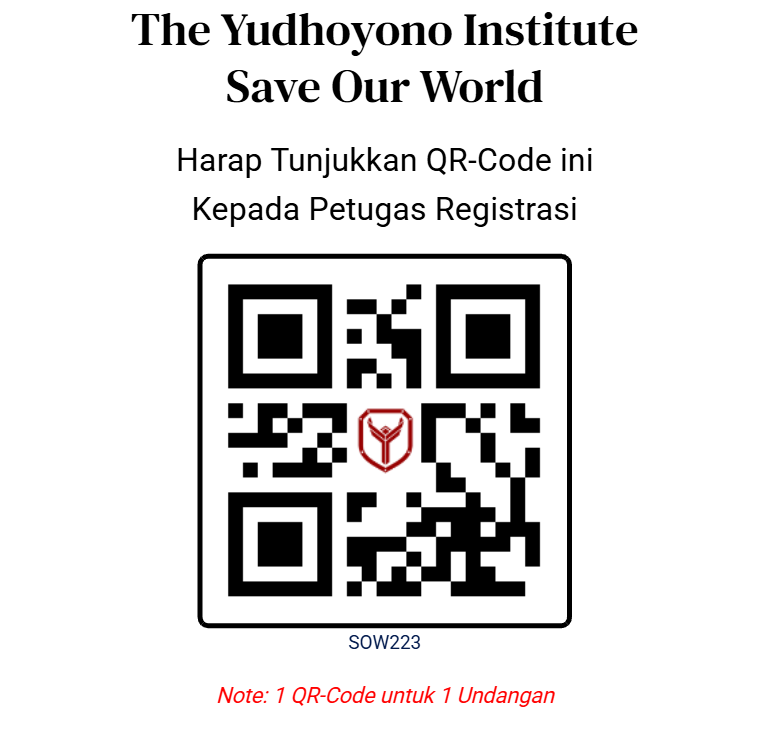 The Yudhoyono Institute
Save Our World
Harap Tunjukkan QR-Code ini
Kepada Petugas Registrasi
SOW223
Note: 1 QR-Code untuk 1 Undangan